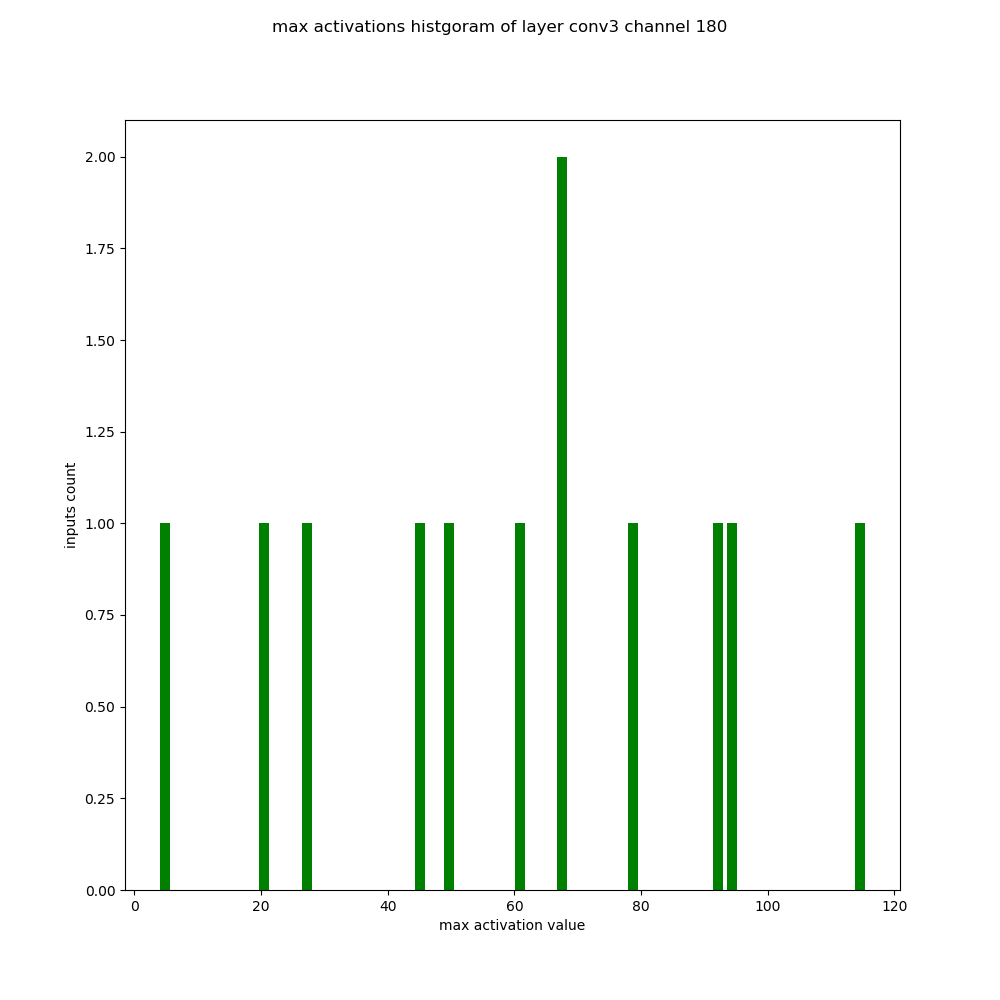 max activations histgoram of layer conv3 channel 180
2.00
1.75
1.50
1.25
1.00
0.75
0.50
0.25
0.00
inputs count
0 20 40 60 80 100 120
max activation value